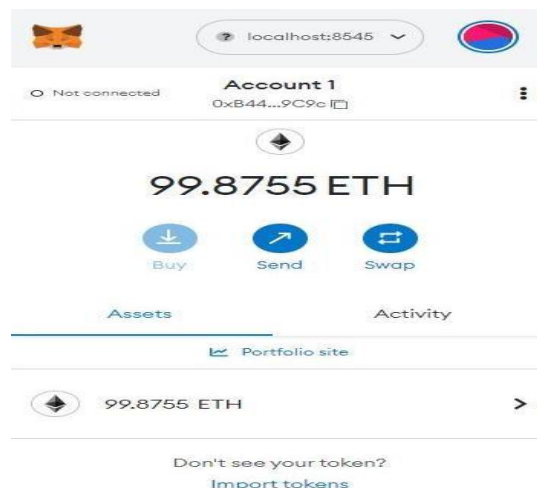 ? localhost:8545
Not connected
Account 1
0xB44...9C9c
99.8755 ETH
Buy Send Swap
Assets Activity
Portfolio site
99.8755 ETH
Don't see your token?
Import tokens